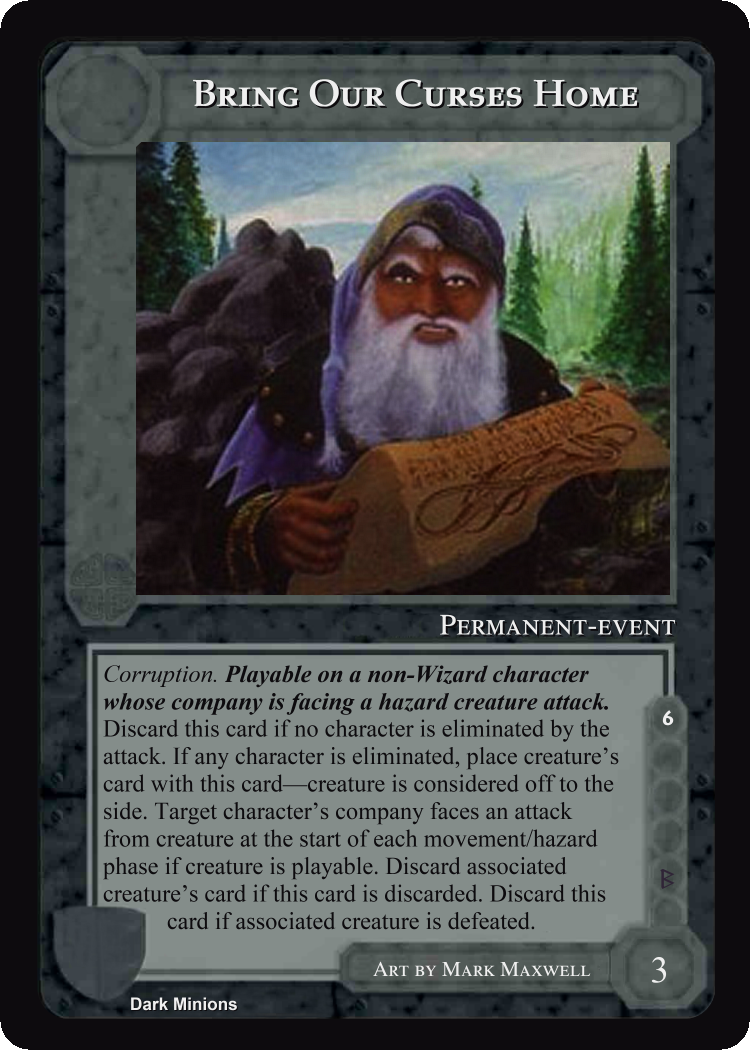 Bring Our Curses Home
Permanent-event
Corruption. Playable on a non-Wizard character
whose company is facing a hazard creature attack.
Discard this card if no character is eliminated by the
attack. If any character is eliminated, place creature's
card with this card—creature is considered off to the
side. Target character's company faces an attack
from creature at the start of each movement/hazard
phase if creature is playable. Discard associated
creature's card if this card is discarded. Discard this
card if associated creature is defeated.
6
B
Art by Mark Maxwell
3
Dark Minions